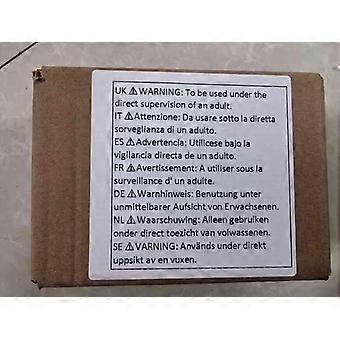 UK ⚠WARNING: To be used under the
direct supervision of an adult.
IT ⚠Attenzione: Da usare sotto la diretta
sorveglianza di un adulto.
ES ⚠Advertencia; Utilicese bajo la
vigilancia directa de un adulto.
FR ⚠Avertissement: A utiliser sous la
surveillance d' un adulte.
DE ⚠Warnhinweis: Benutzung unter
unmittelbarer Aufsicht von Erwachsenen.
NL ⚠Waarschuwing: Alleen gebruiken
onder direct toezicht van volwassenen.
SE ⚠VARNING: Används under direkt
uppsikt av en vuxen.